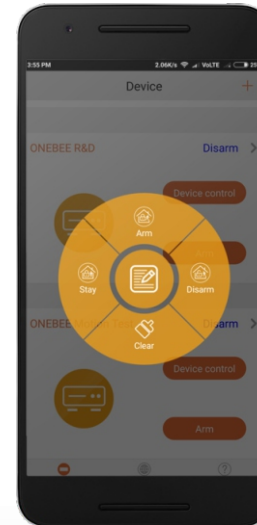 3:55 PM 2.06K/s VoLTE
Device +
ONEBEE R&D Disarm >
Device control
Arm
Stay
Disarm
Clear
ONEBEE
Disarm >
Device control
Arm